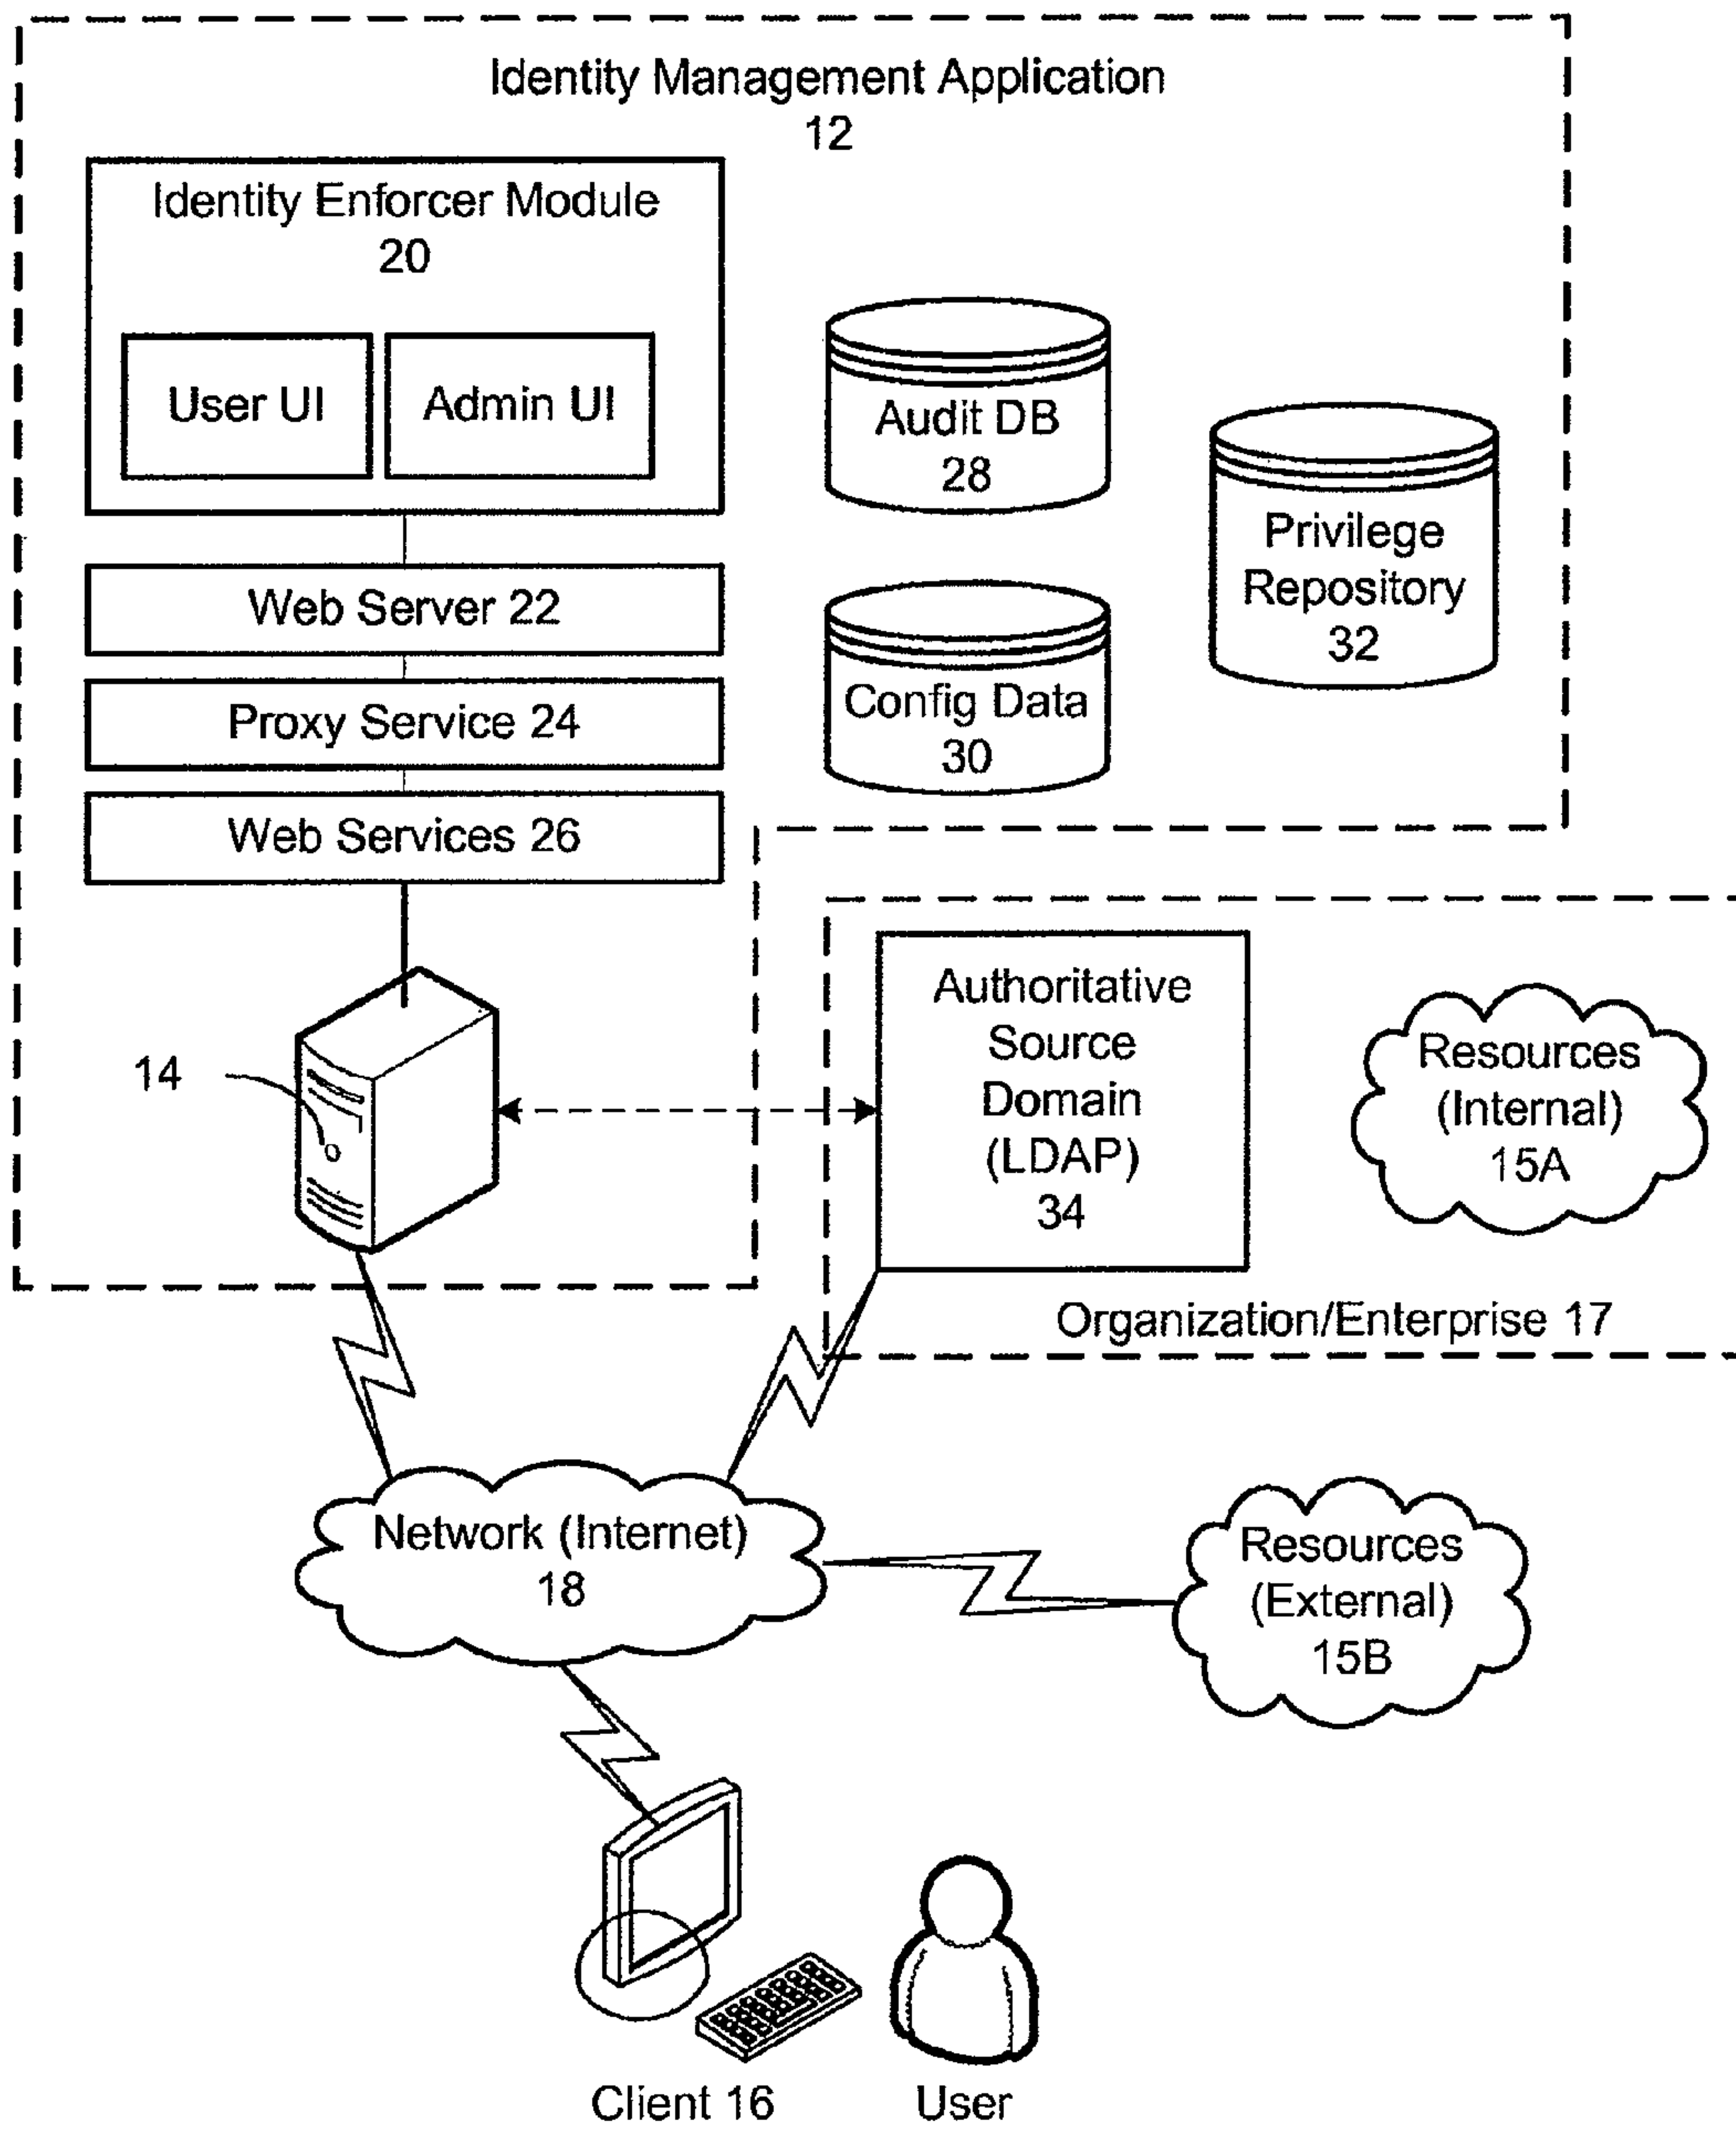 Identity Management Application
12
Identity Enforcer Module
20
User UI
Admin UI
Audit DB
28
Privilege
Repository
32
Web Server 22
Proxy Service 24
Web Services 26
Config Data
30
14
Authoritative
Source
Domain
(LDAP)
34
Resources
(Internal)
15A
Organization/Enterprise 17
Network (Internet)
18
Resources
(External)
15B
Client 16
User